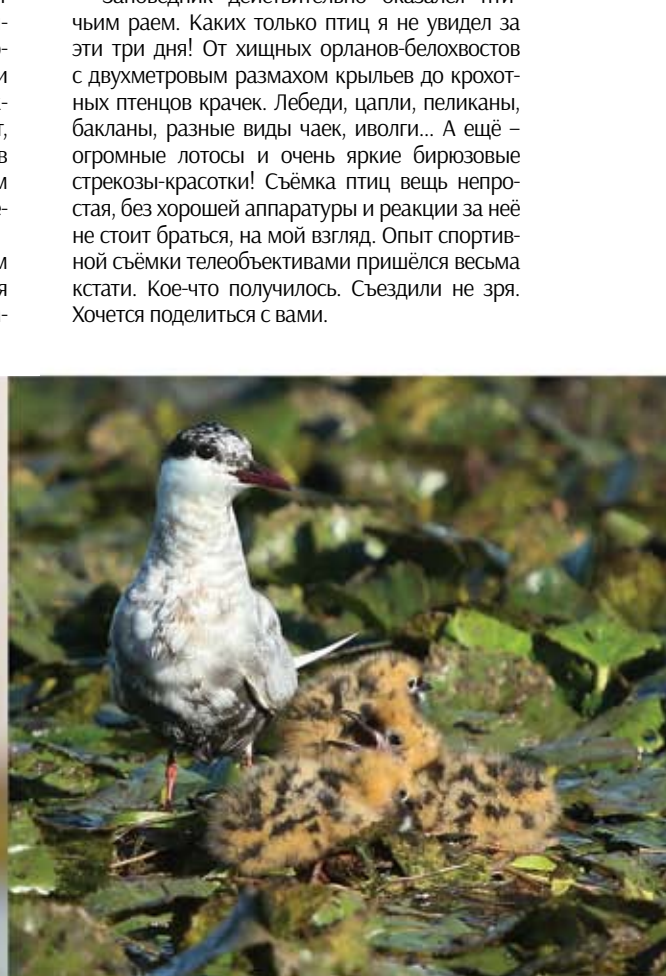 Заповедник действительно оказался пти-
чьим раем. Каких только птиц я не увидел за
эти три дня! От хищных орланов-белохвостов
с двухметровым размахом крыльев до крохот-
ных птенцов крачек. Лебеди, цапли, пеликаны,
бакланы, разные виды чаек, иволги... А ещё –
огромные лотосы и очень яркие бирюзовые
стрекозы-красотки! Съёмка птиц вещь непро-
стая, без хорошей аппаратуры и реакции за неё
не стоит браться, на мой взгляд. Опыт спортив-
ной съёмки телеобъективами пришёлся весьма
кстати. Кое-что получилось. Съездили не зря.
Хочется поделиться с вами.